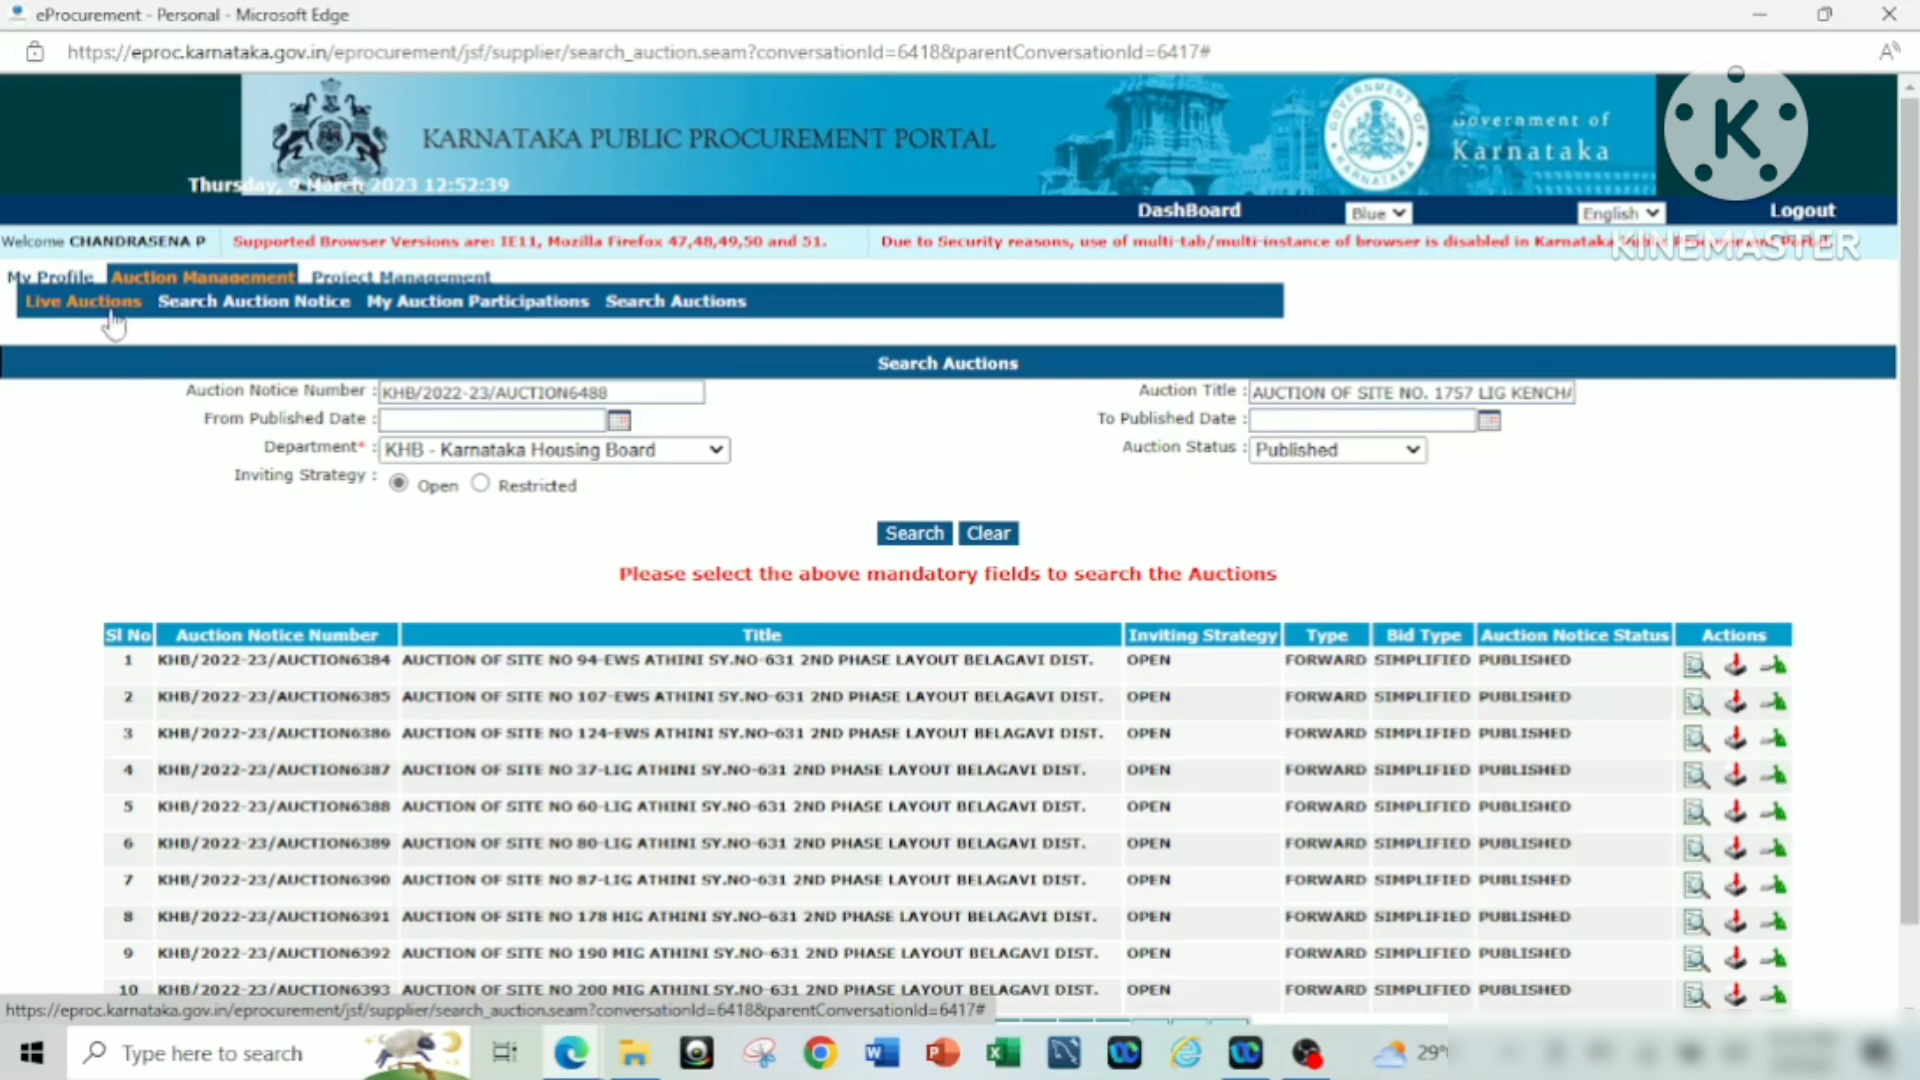 eProcurement - Personal - Microsoft Edge
https://eproc.karnataka.gov.in/eprocurement/jsf/supplier/search_auction.seam?conversationId=6418&parentConversationId=6417#
KARNATAKA PUBLIC PROCUREMENT PORTAL
GOVERNMENT OF KARNATAKA
Government of
Karnataka
K
Thursday, 9 March 2023 12:52:39
DashBoard Blue English Logout
Welcome CHANDRASENA P Supported Browser Versions are: IE11, Mozilla Firefox 47,48,49,50 and 51. Due to Security reasons, use of multi-tab/multi-instance of browser is disabled in Karnataka Public Procurement Portal.
KINEMASTER
My Profile Auction Management Project Management
Live Auctions Search Auction Notice My Auction Participations Search Auctions
Search Auctions
Auction Notice Number : KHB/2022-23/AUCTION6488 Auction Title : AUCTION OF SITE NO. 1757 LIG KENCHA
From Published Date : To Published Date :
Department* : KHB - Karnataka Housing Board Auction Status : Published
Inviting Strategy : Open Restricted
Search Clear
Please select the above mandatory fields to search the Auctions
Sl No Auction Notice Number Title Inviting Strategy Type Bid Type Auction Notice Status Actions
1 KHB/2022-23/AUCTION6384 AUCTION OF SITE NO 94-EWS ATHINI SY.NO-631 2ND PHASE LAYOUT BELAGAVI DIST. OPEN FORWARD SIMPLIFIED PUBLISHED
2 KHB/2022-23/AUCTION6385 AUCTION OF SITE NO 107-EWS ATHINI SY.NO-631 2ND PHASE LAYOUT BELAGAVI DIST. OPEN FORWARD SIMPLIFIED PUBLISHED
3 KHB/2022-23/AUCTION6386 AUCTION OF SITE NO 124-EWS ATHINI SY.NO-631 2ND PHASE LAYOUT BELAGAVI DIST. OPEN FORWARD SIMPLIFIED PUBLISHED
4 KHB/2022-23/AUCTION6387 AUCTION OF SITE NO 37-LIG ATHINI SY.NO-631 2ND PHASE LAYOUT BELAGAVI DIST. OPEN FORWARD SIMPLIFIED PUBLISHED
5 KHB/2022-23/AUCTION6388 AUCTION OF SITE NO 60-LIG ATHINI SY.NO-631 2ND PHASE LAYOUT BELAGAVI DIST. OPEN FORWARD SIMPLIFIED PUBLISHED
6 KHB/2022-23/AUCTION6389 AUCTION OF SITE NO 80-LIG ATHINI SY.NO-631 2ND PHASE LAYOUT BELAGAVI DIST. OPEN FORWARD SIMPLIFIED PUBLISHED
7 KHB/2022-23/AUCTION6390 AUCTION OF SITE NO 87-LIG ATHINI SY.NO-631 2ND PHASE LAYOUT BELAGAVI DIST. OPEN FORWARD SIMPLIFIED PUBLISHED
8 KHB/2022-23/AUCTION6391 AUCTION OF SITE NO 178 HIG ATHINI SY.NO-631 2ND PHASE LAYOUT BELAGAVI DIST. OPEN FORWARD SIMPLIFIED PUBLISHED
9 KHB/2022-23/AUCTION6392 AUCTION OF SITE NO 190 MIG ATHINI SY.NO-631 2ND PHASE LAYOUT BELAGAVI DIST. OPEN FORWARD SIMPLIFIED PUBLISHED
10 KHB/2022-23/AUCTION6393 AUCTION OF SITE NO 200 MIG ATHINI SY.NO-631 2ND PHASE LAYOUT BELAGAVI DIST. OPEN FORWARD SIMPLIFIED PUBLISHED
https://eproc.karnataka.gov.in/eprocurement/jsf/supplier/search_auction.seam?conversationId=6418&parentConversationId=6417#
Type here to search 29°